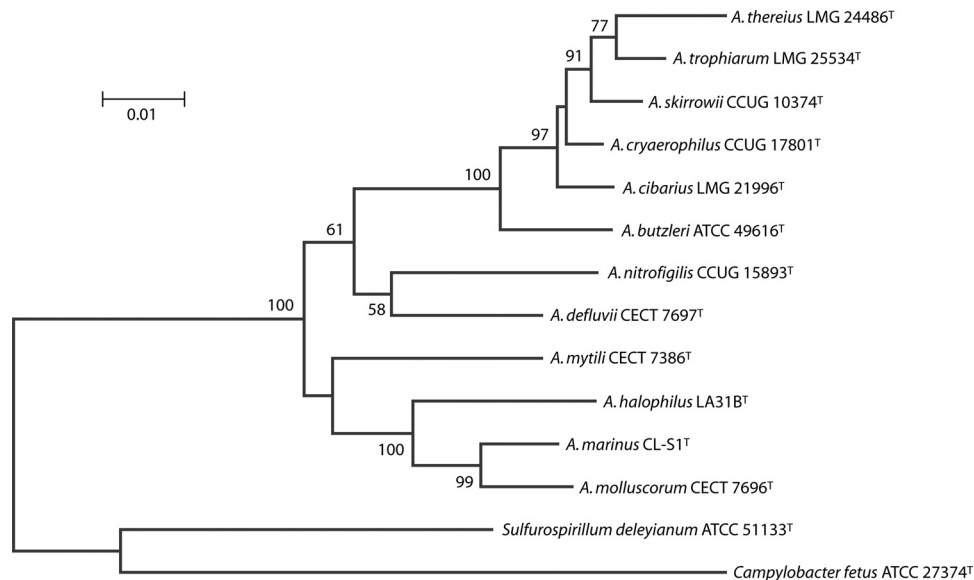 A. thereius LMG 24486ᵀ
77
A. trophiarum LMG 25534ᵀ
91
A. skirrowii CCUG 10374ᵀ
0.01
97
A. cryaerophilus CCUG 17801ᵀ
100
A. cibarius LMG 21996ᵀ
61
A. butzleri ATCC 49616ᵀ
A. nitrofigilis CCUG 15893ᵀ
100
58
A. defluvii CECT 7697ᵀ
A. mytili CECT 7386ᵀ
A. halophilus LA31Bᵀ
100
A. marinus CL-S1ᵀ
99
A. molluscorum CECT 7696ᵀ
Sulfurospirillum deleyianum ATCC 51133ᵀ
Campylobacter fetus ATCC 27374ᵀ